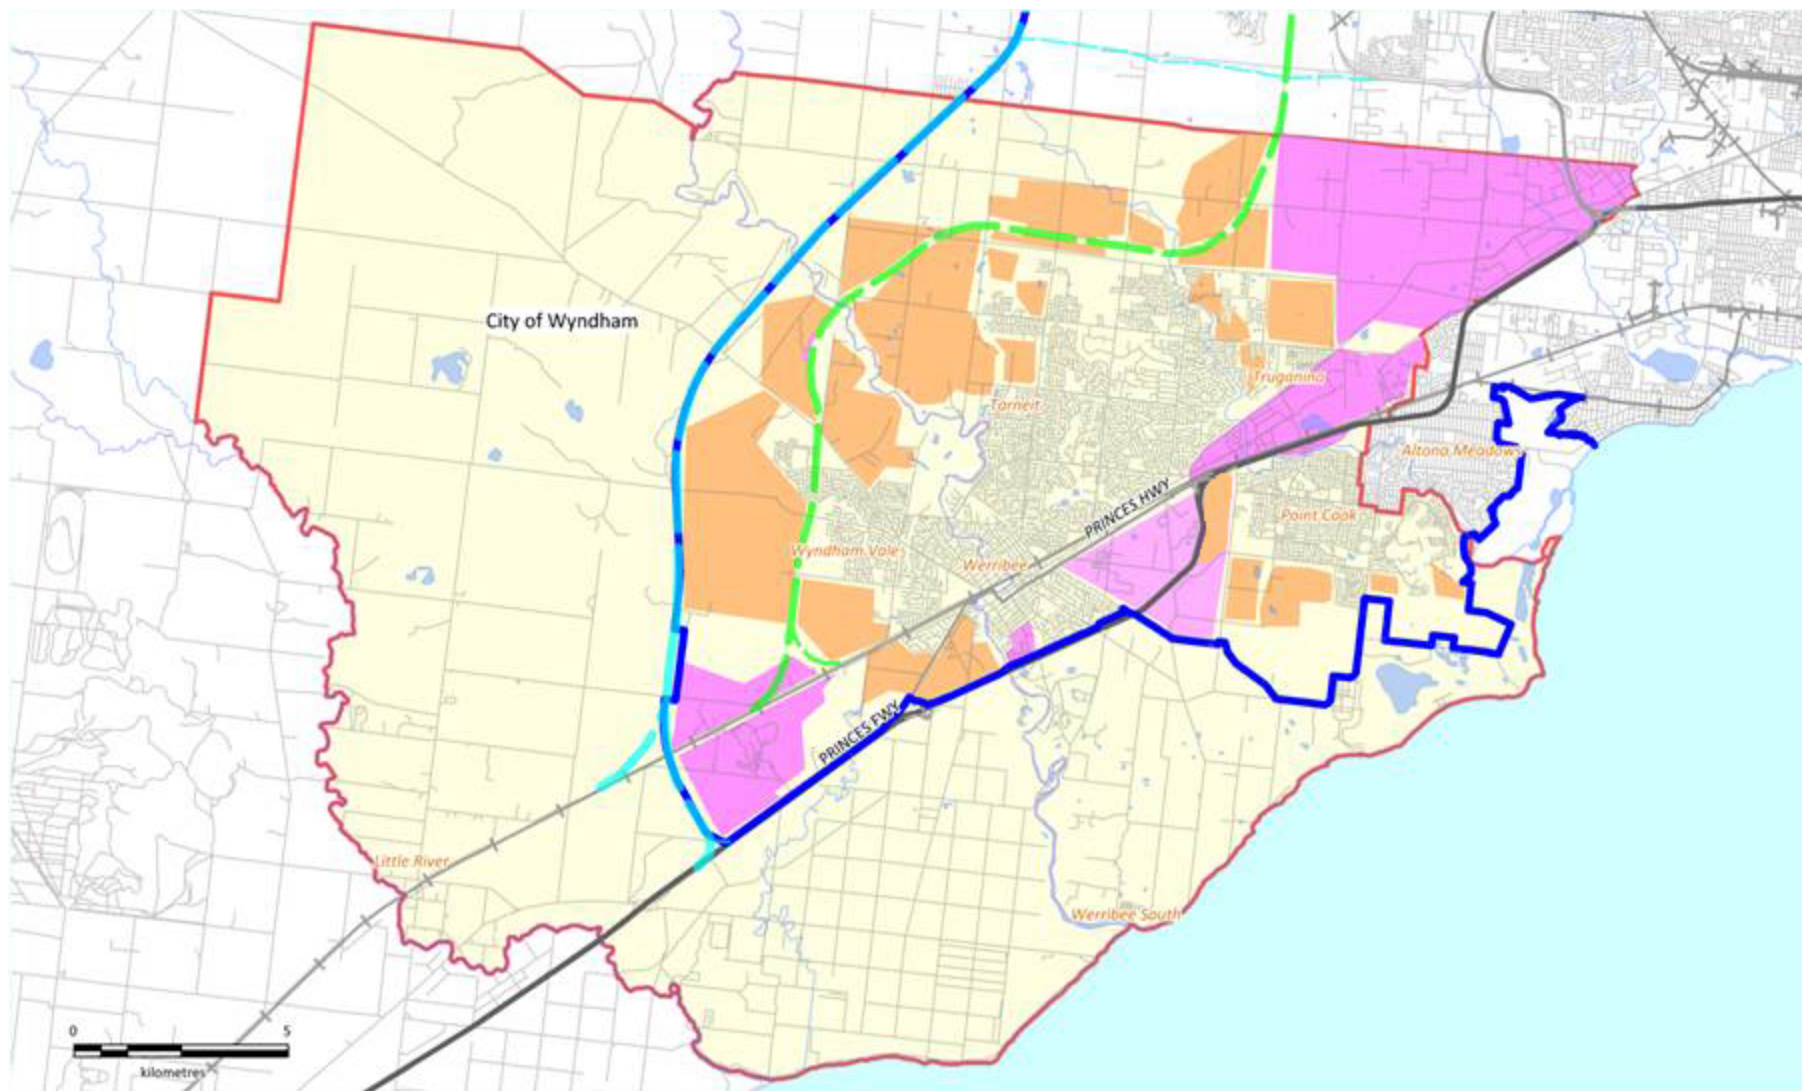 City of Wyndham
Truganina
Tarneit
Altona Meadows
PRINCES HWY
Point Cook
Wyndham Vale
Werribee
PRINCES FWY
Little River
Werribee South
0 5
kilometres